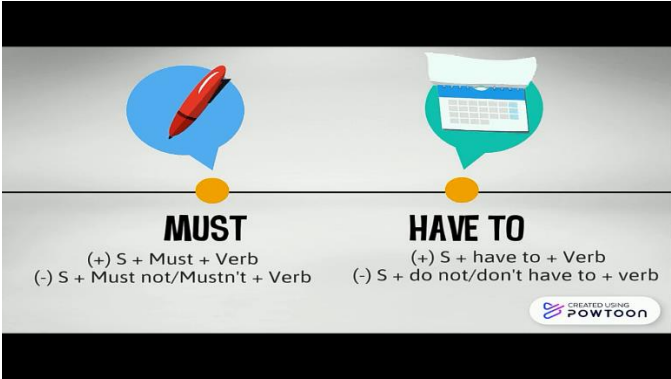 MUST
(+) S + Must + Verb
(-) S + Must not/Mustn't + Verb
HAVE TO
(+) S + have to + Verb
(-) S + do not/don't have to + verb
CREATED USING
POWTOON